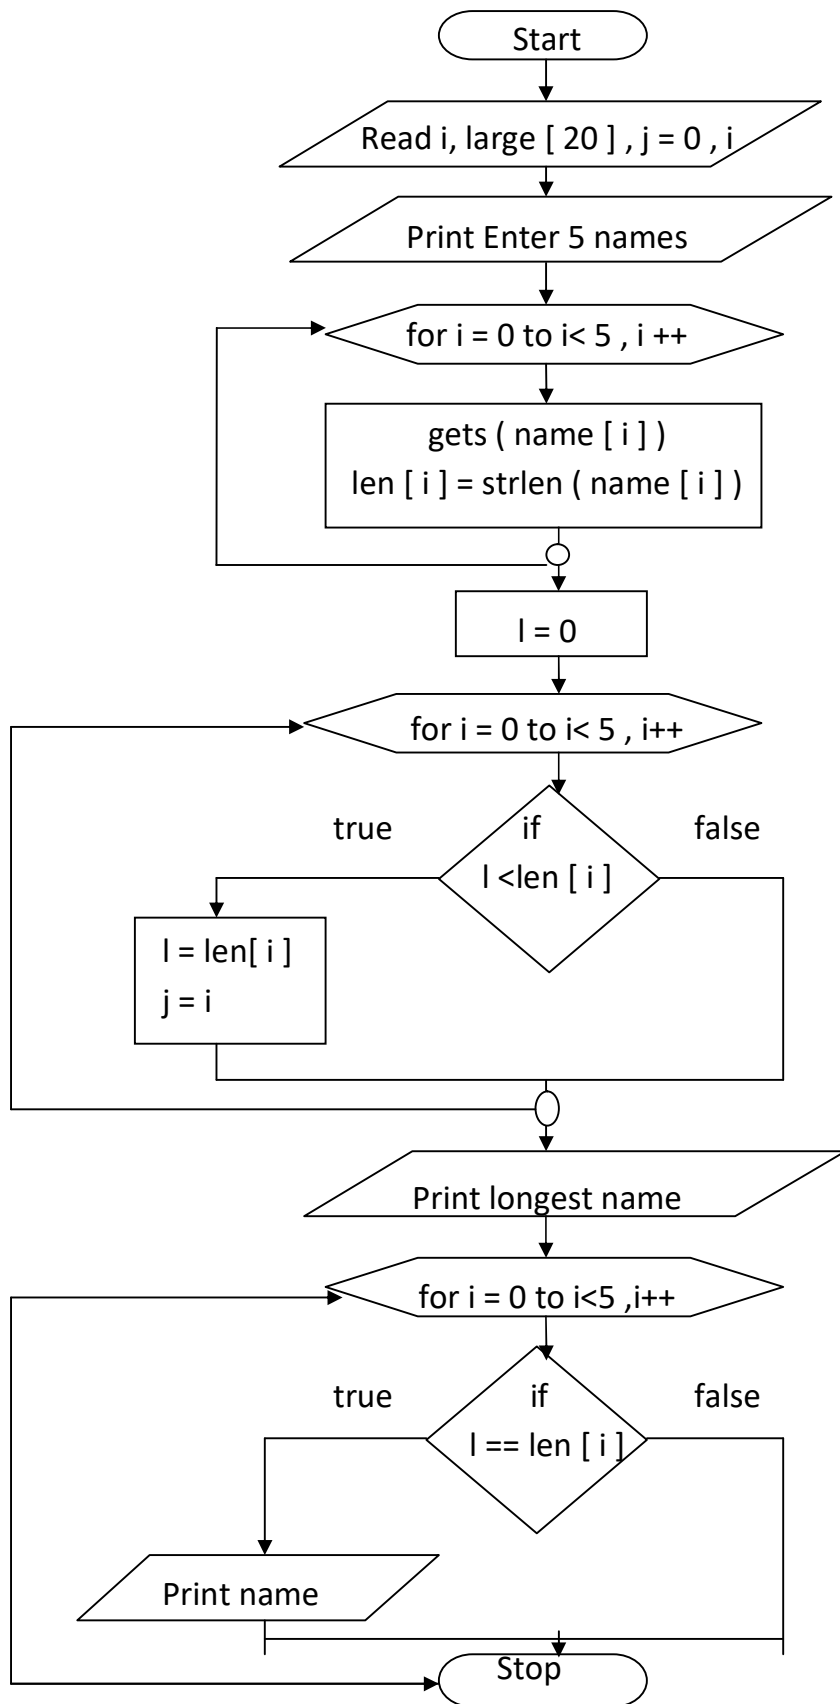 Start
Read i, large [ 20 ] , j = 0 , i
Print Enter 5 names
for i = 0 to i< 5 , i ++
gets ( name [ i ] )
len [ i ] = strlen ( name [ i ] )
l = 0
for i = 0 to i< 5 , i++
true if false
l <len [ i ]
l = len[ i ]
j = i
Print longest name
for i = 0 to i<5 ,i++
true if false
l == len [ i ]
Print name
Stop